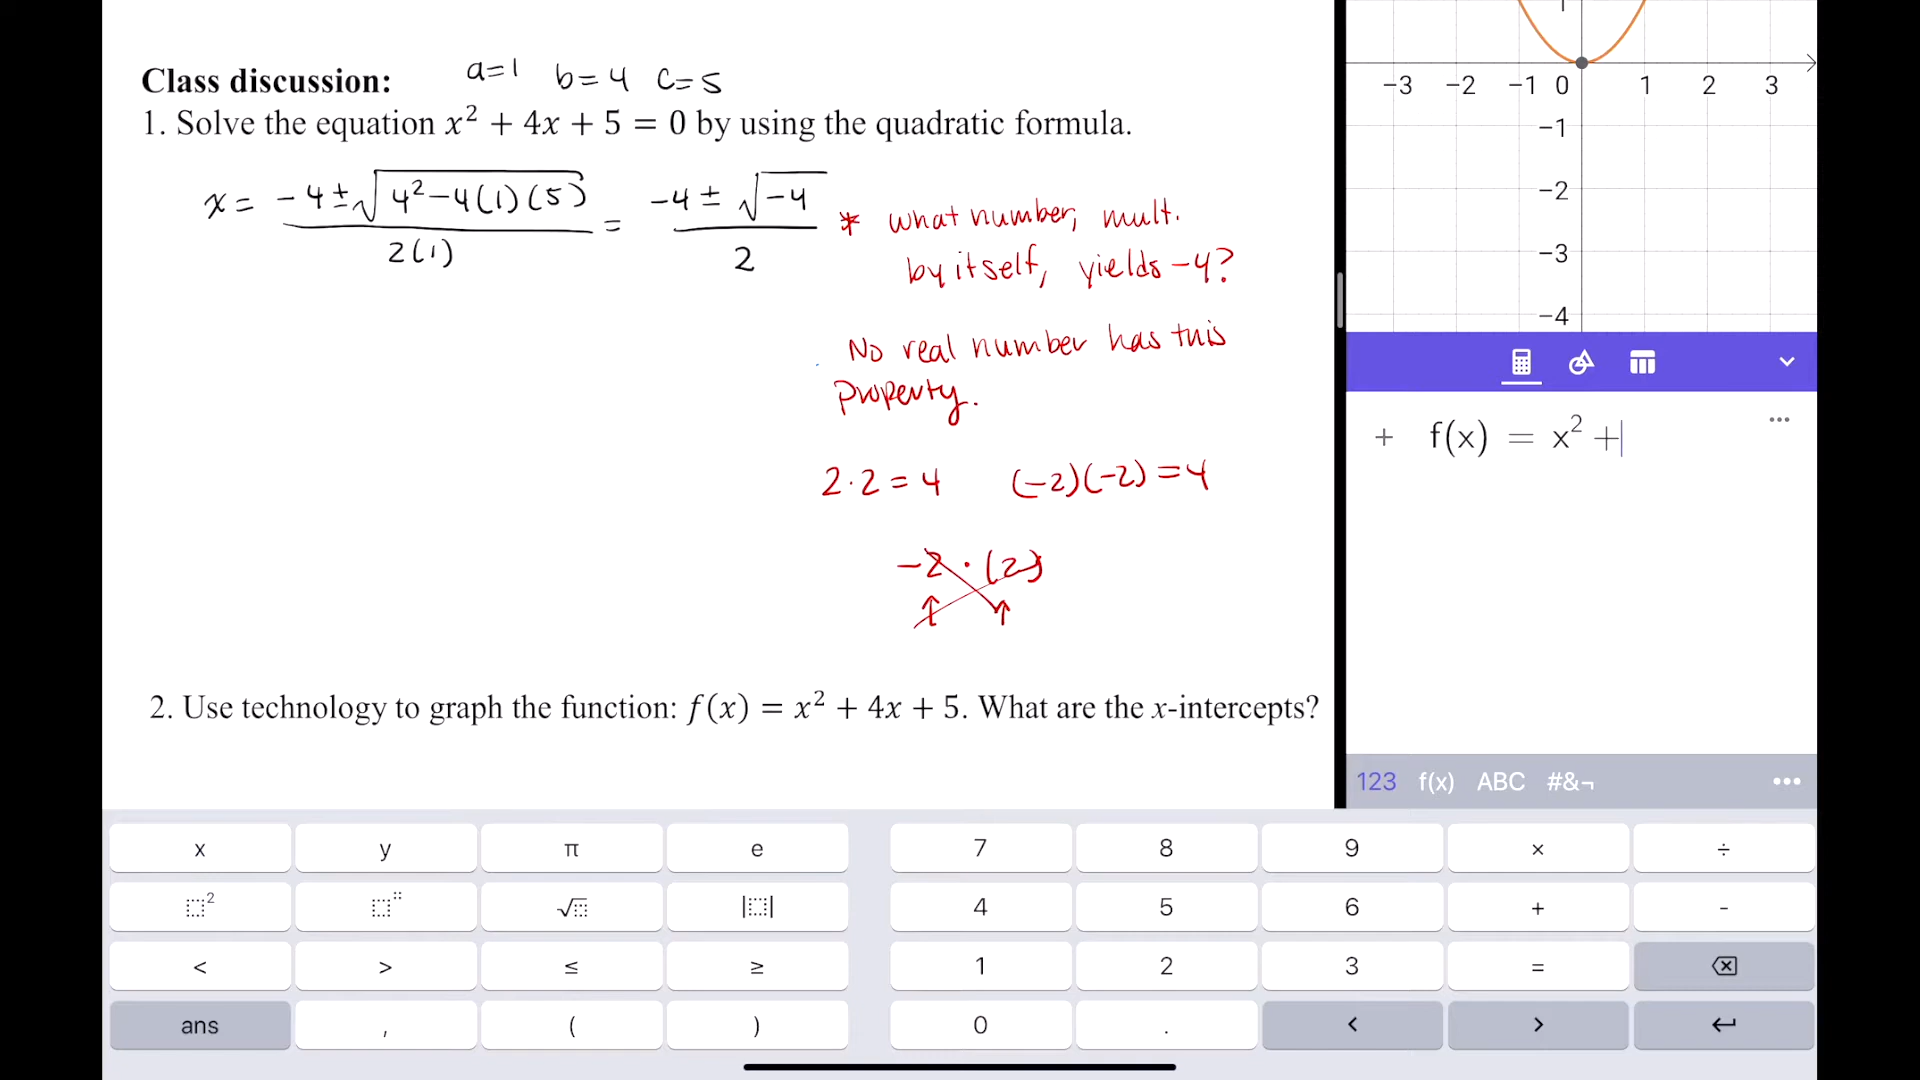 Class discussion: a=1 b=4 c=5
1. Solve the equation x² + 4x + 5 = 0 by using the quadratic formula.
x = (-4 ± √(4²-4(1)(5)))/(2(1)) = (-4 ± √-4)/2
* what number, mult.
by itself, yields -4?
No real number has this
property.
2·2=4 (-2)(-2)=4
-2·(2)
2. Use technology to graph the function: f(x) = x² + 4x + 5. What are the x-intercepts?
1
−3 −2 −1 0 1 2 3
−1
−2
−3
−4
+ f(x) = x² +
123 f(x) ABC #&¬
x y π e 7 8 9 × ÷
² √ | | 4 5 6 + -
< > ≤ ≥ 1 2 3 =
ans , ( ) 0 . < >